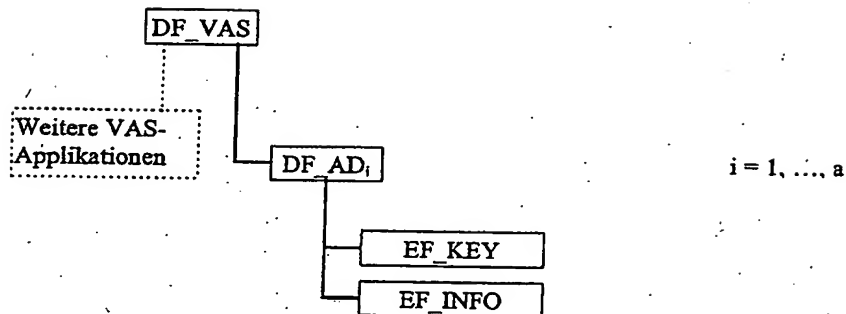 DF_VAS
Weitere VAS-
Applikationen
DF_ADᵢ
i = 1, ..., a
EF_KEY
EF_INFO